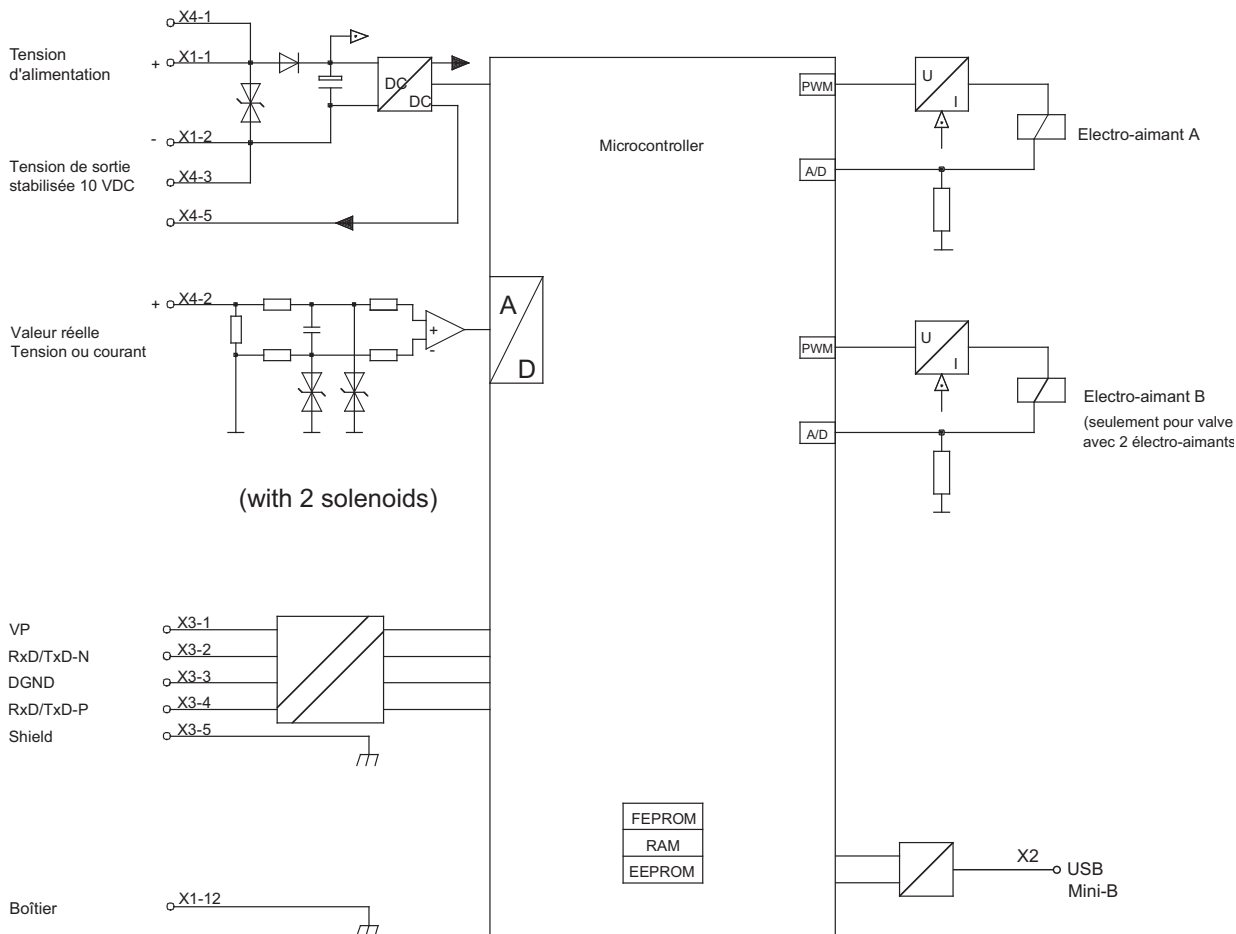 X4-1
Tension
d'alimentation
+ X1-1
DC
DC
- X1-2
Tension de sortie
stabilisée 10 VDC
X4-3
X4-5
Microcontroller
PWM
U
I
A/D
Electro-aimant A
+ X4-2
Valeur réelle
Tension ou courant
+
-
A
D
PWM
U
I
A/D
Electro-aimant B
(seulement pour valve
avec 2 électro-aimants
(with 2 solenoids)
VP X3-1
RxD/TxD-N X3-2
DGND X3-3
RxD/TxD-P X3-4
Shield X3-5
FEPROM
RAM
EEPROM
X2
USB
Mini-B
Boîtier X1-12